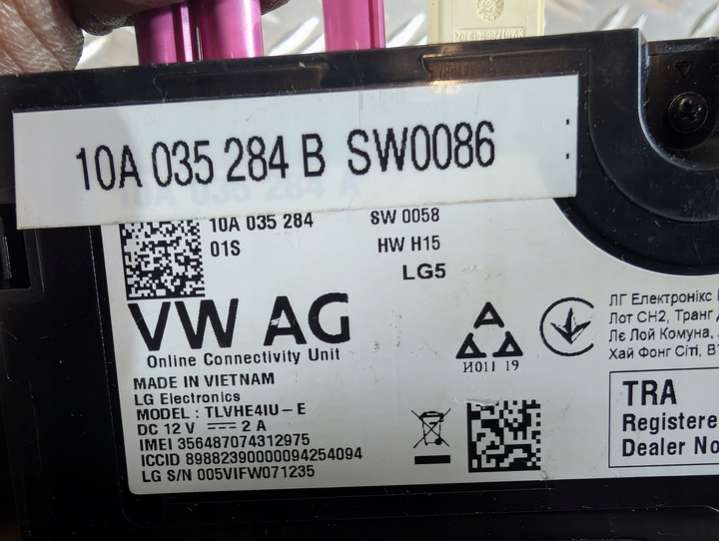 10A 035 284 B SW0086
10A 035 284 SW 0058
01S HW H15
LG5
VW AG
Online Connectivity Unit
MADE IN VIETNAM
LG Electronics
MODEL : TLVHE4IU-E
DC 12 V 2 A
IMEI 356487074312975
ICCID 89882390000094254094
LG S/N 005VIFW071235
И011 19
ЛГ Електронікс
Лот СН2, Транг
Ле Лой Комуна,
Хай Фонг Сіті,
TRA
Registere
Dealer No